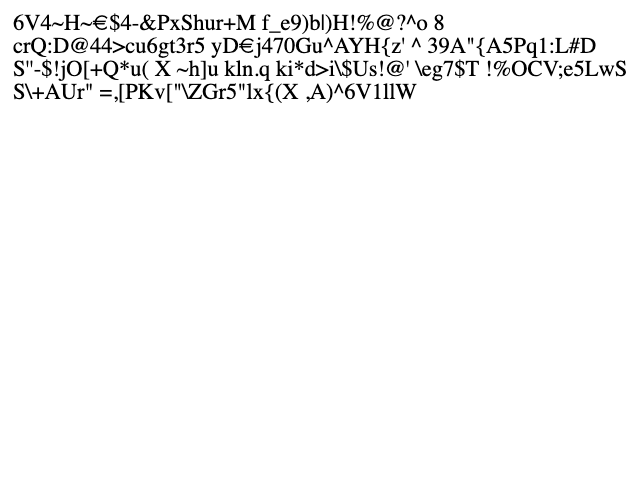 6V4~H~€$4-&PxShur+M f_e9)bl)H!%@?^o 8
crQ:D@44>cu6gt3r5 yD€j470Gu^AYH{z' ^ 39A"{A5Pq1:L#D
S"-$!jO[+Q*u( X ~h]u kln.q ki*d>i\$Us!@' \eg7$T !%OCV;e5LwS
S\+AUr" =,[PKv["\ZGr5"lx{(X ,A)^6V1llW